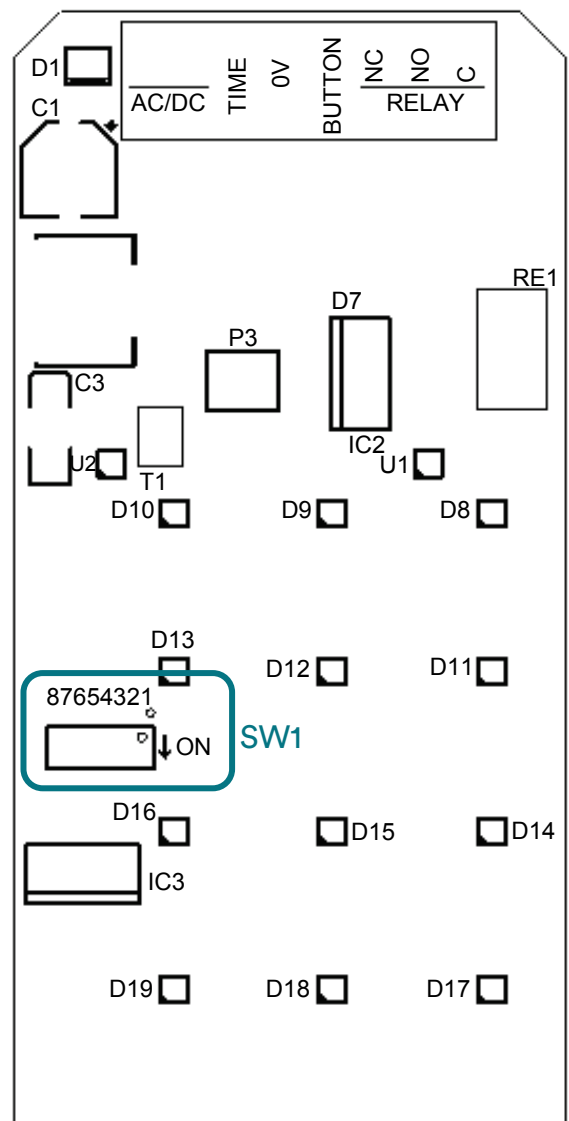 D1
AC/DC
TIME
0V
BUTTON
NC
NO
C
RELAY
C1
RE1
D7
P3
C3
IC2
U2
T1
U1
D10
D9
D8
D13
D12
D11
87654321
ON
SW1
D16
D15
D14
IC3
D19
D18
D17